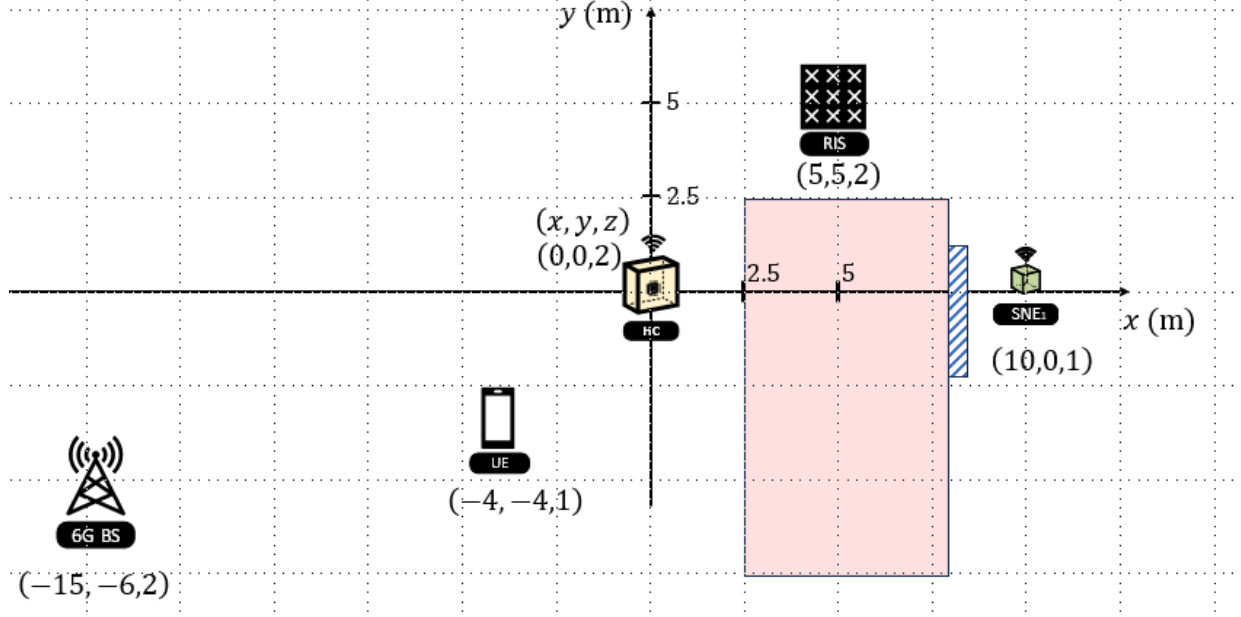 y (m)
5
RIS
(5,5,2)
2.5
(x, y, z)
(0,0,2)
2.5
5
HC
SNE₁
x (m)
(10,0,1)
UE
(−4, −4,1)
6G BS
(−15, −6,2)